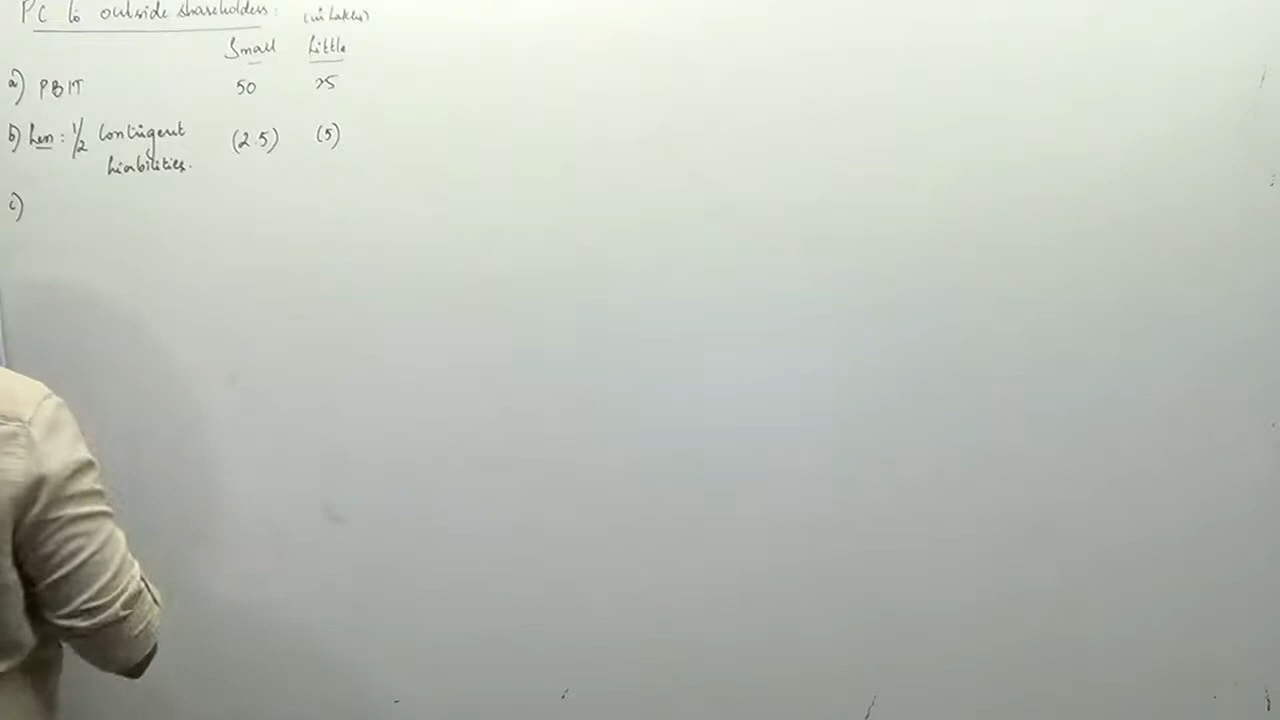 PC to outside shareholders: (in Lakhs)
Small Little
a) PBIT 50 25
b) Less: 1/2 Contingent (2.5) (5)
Liabilities.
c)